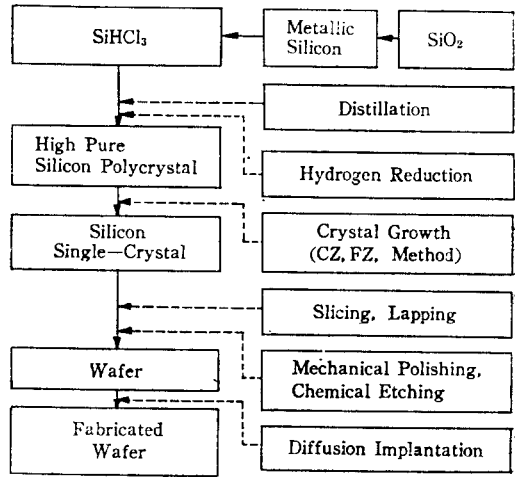 SiHCl₃
Metallic
Silicon
SiO₂
Distillation
High Pure
Silicon Polycrystal
Hydrogen Reduction
Silicon
Single—Crystal
Crystal Growth
(CZ, FZ, Method)
Slicing, Lapping
Wafer
Mechanical Polishing,
Chemical Etching
Fabricated
Wafer
Diffusion Implantation